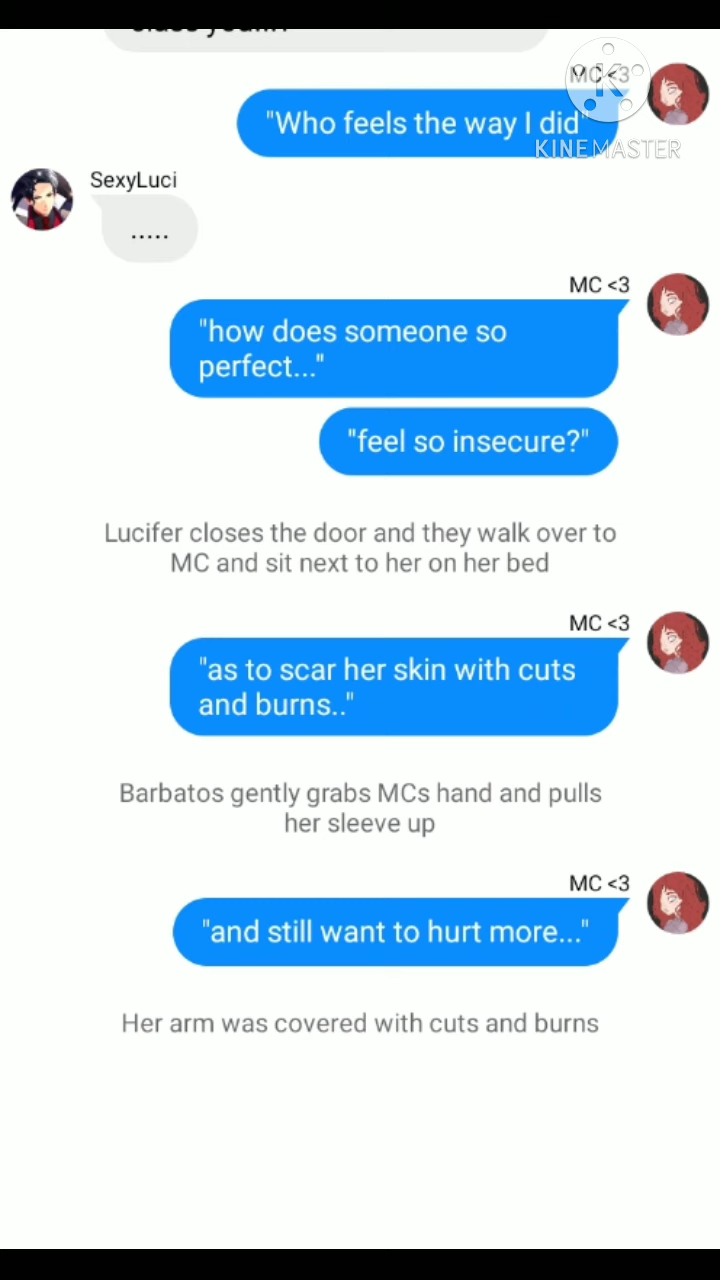 MC <3
"Who feels the way I did"
KINEMASTER
SexyLuci
.....
MC <3
"how does someone so
perfect..."
"feel so insecure?"
Lucifer closes the door and they walk over to
MC and sit next to her on her bed
MC <3
"as to scar her skin with cuts
and burns.."
Barbatos gently grabs MCs hand and pulls
her sleeve up
MC <3
"and still want to hurt more..."
Her arm was covered with cuts and burns